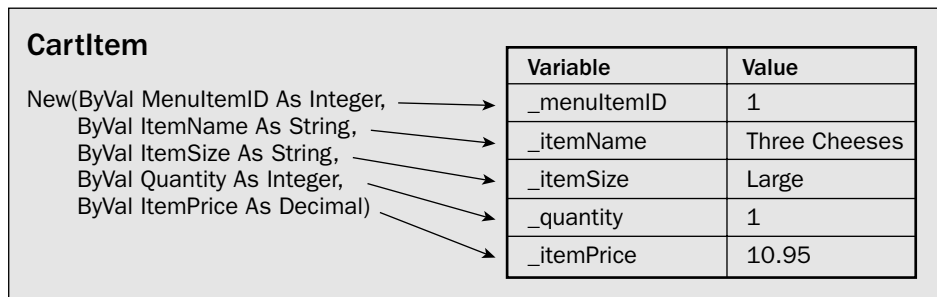 CartItem
New(ByVal MenuItemID As Integer,
ByVal ItemName As String,
ByVal ItemSize As String,
ByVal Quantity As Integer,
ByVal ItemPrice As Decimal)
Variable Value
_menuItemID 1
_itemName Three Cheeses
_itemSize Large
_quantity 1
_itemPrice 10.95